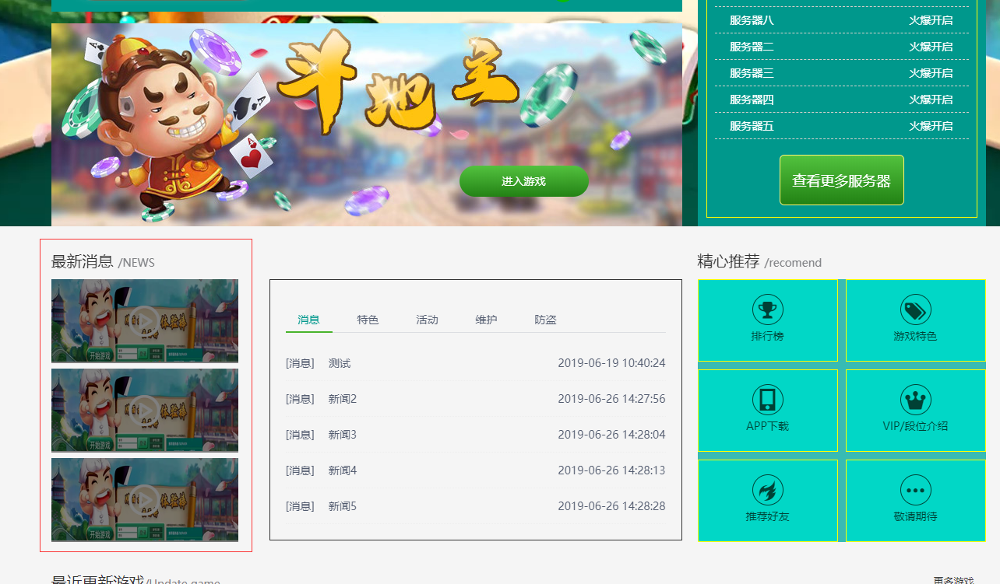 斗地主
进入游戏
服务器八 火爆开启
服务器二 火爆开启
服务器三 火爆开启
服务器四 火爆开启
服务器五 火爆开启
查看更多服务器
最新消息 /NEWS
开始游戏
开始游戏
开始游戏
消息 特色 活动 维护 防盗
[消息] 测试 2019-06-19 10:40:24
[消息] 新闻2 2019-06-26 14:27:56
[消息] 新闻3 2019-06-26 14:28:04
[消息] 新闻4 2019-06-26 14:28:13
[消息] 新闻5 2019-06-26 14:28:28
精心推荐 /recomend
排行榜 游戏特色
APP下载 VIP/段位介绍
推荐好友 敬请期待
最近更新游戏/Update game 更多游戏